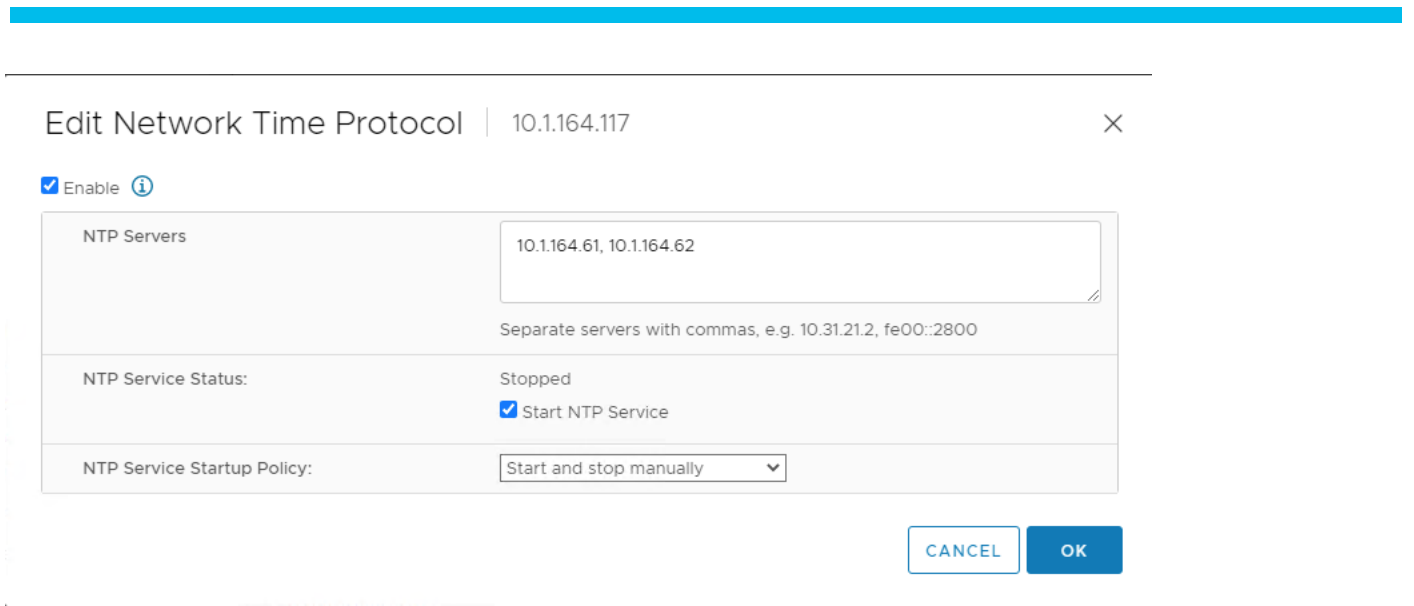 Edit Network Time Protocol 10.1.164.117
Enable
NTP Servers
10.1.164.61, 10.1.164.62
Separate servers with commas, e.g. 10.31.21.2, fe00::2800
NTP Service Status:
Stopped
Start NTP Service
NTP Service Startup Policy:
Start and stop manually
CANCEL
OK